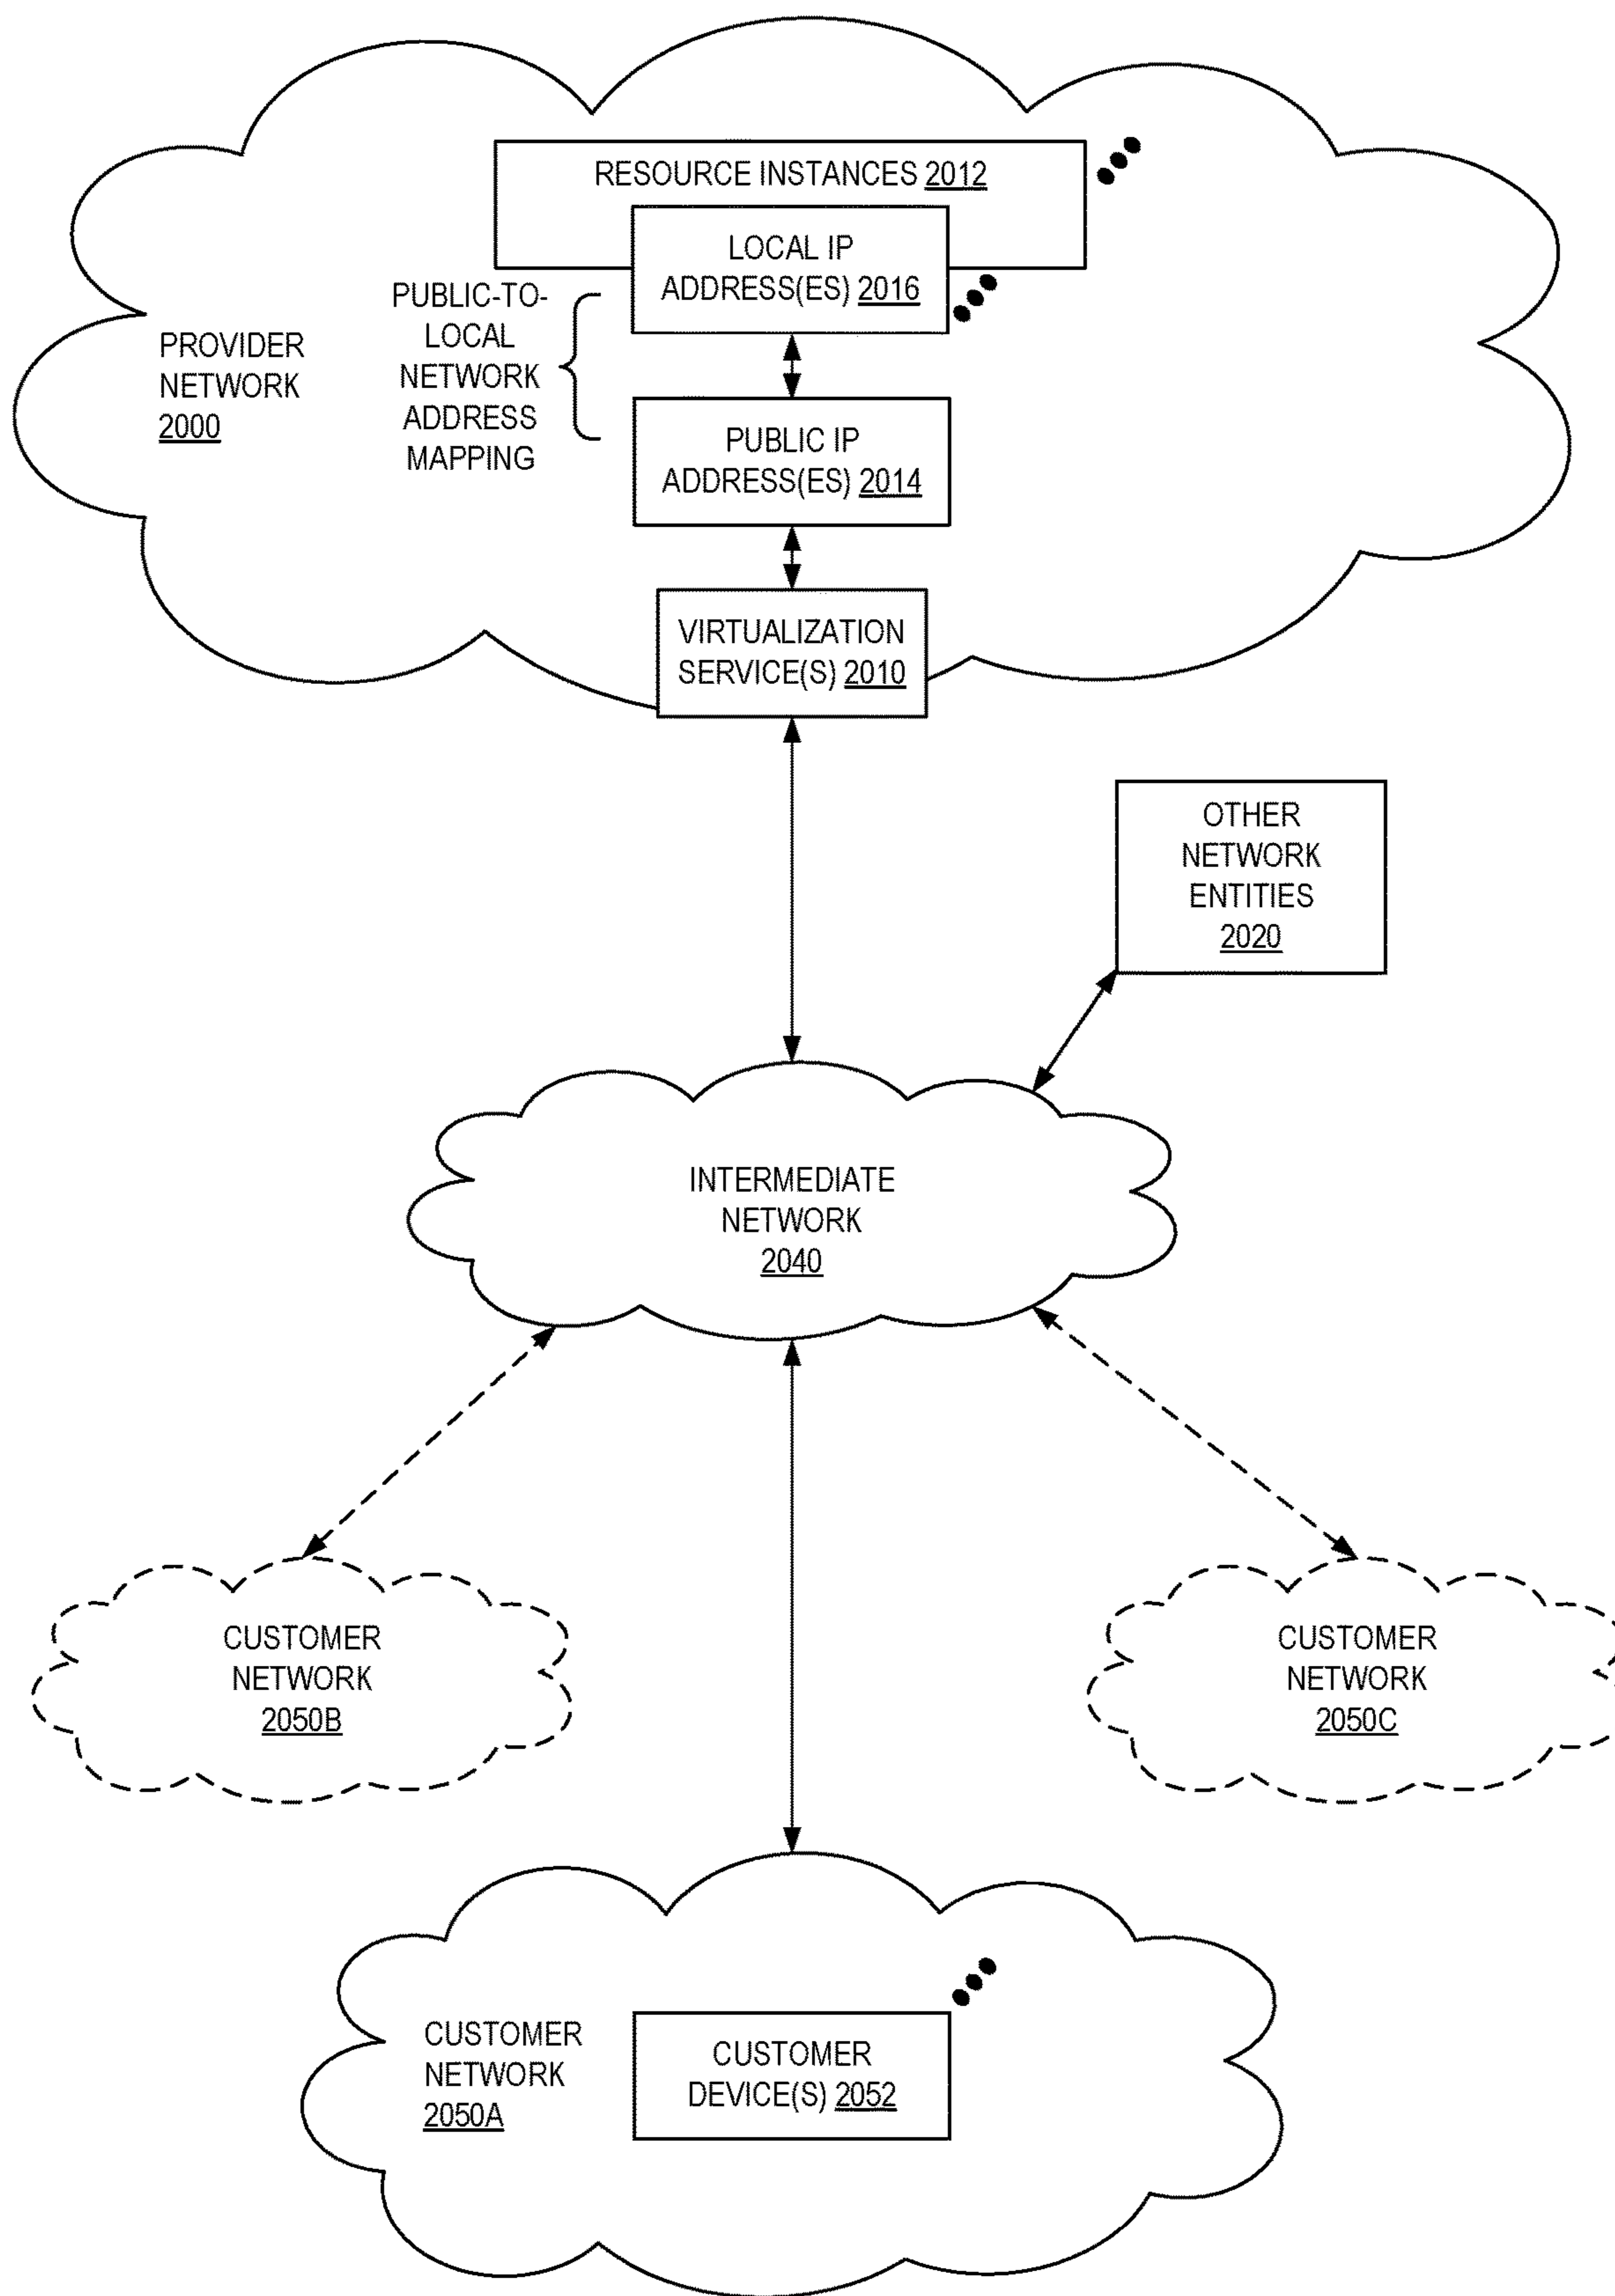 RESOURCE INSTANCES 2012
LOCAL IP
ADDRESS(ES) 2016
PUBLIC-TO-
LOCAL
NETWORK
ADDRESS
MAPPING
PROVIDER
NETWORK
2000
PUBLIC IP
ADDRESS(ES) 2014
VIRTUALIZATION
SERVICE(S) 2010
OTHER
NETWORK
ENTITIES
2020
INTERMEDIATE
NETWORK
2040
CUSTOMER
NETWORK
2050B
CUSTOMER
NETWORK
2050C
CUSTOMER
NETWORK
2050A
CUSTOMER
DEVICE(S) 2052